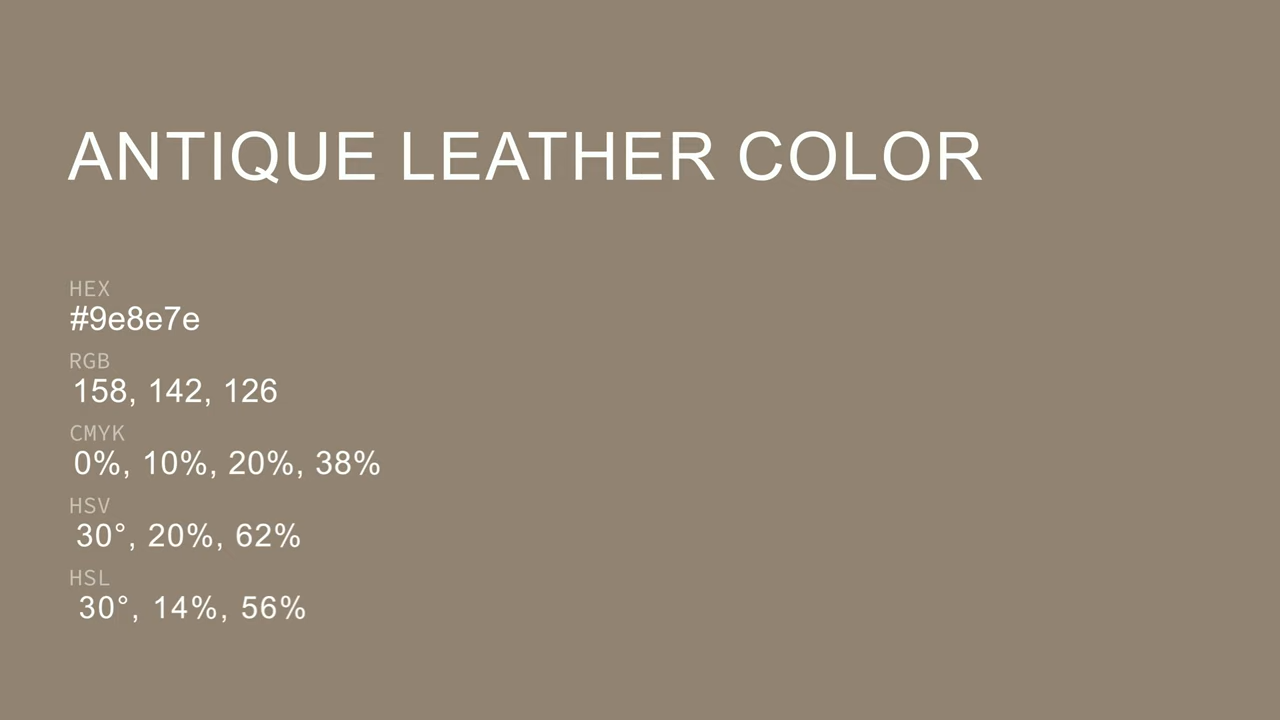 ANTIQUE LEATHER COLOR
HEX
#9e8e7e
RGB
158, 142, 126
CMYK
0%, 10%, 20%, 38%
HSV
30°, 20%, 62%
HSL
30°, 14%, 56%